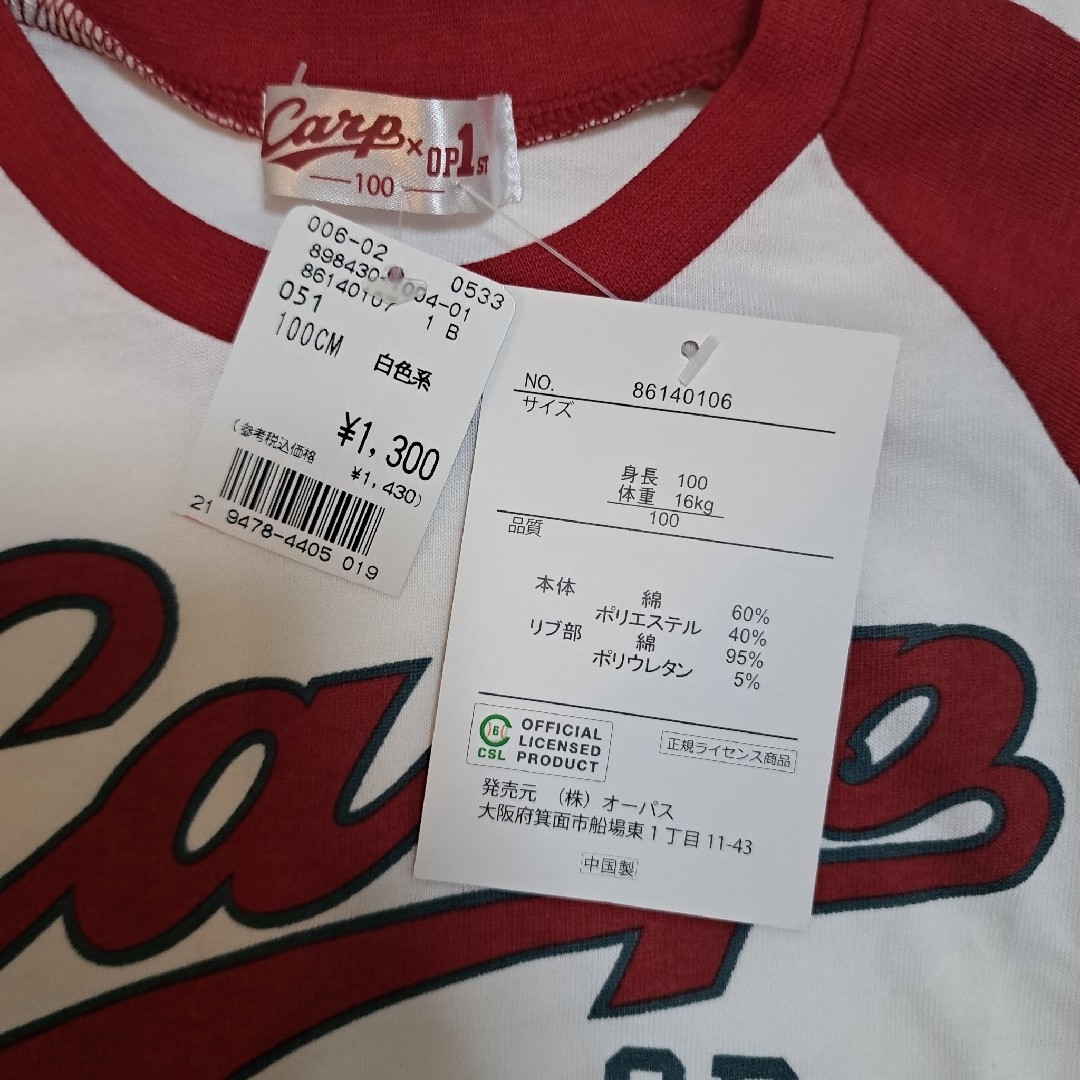 Carp × OP1ST
100
006-02 0533
898430-1004-01
86140107 1 B
051
100CM 白色系
¥1,300
(参考税込価格 ¥1,430)
21 9478-4405 019
NO. 86140106
サイズ
身長 100
体重 16kg
100
品質
本体 綿 60%
ポリエステル 40%
リブ部 綿 95%
ポリウレタン 5%
CSL
OFFICIAL
LICENSED
PRODUCT
正規ライセンス商品
発売元 (株) オーパス
大阪府箕面市船場東1丁目11-43
中国製
Carp